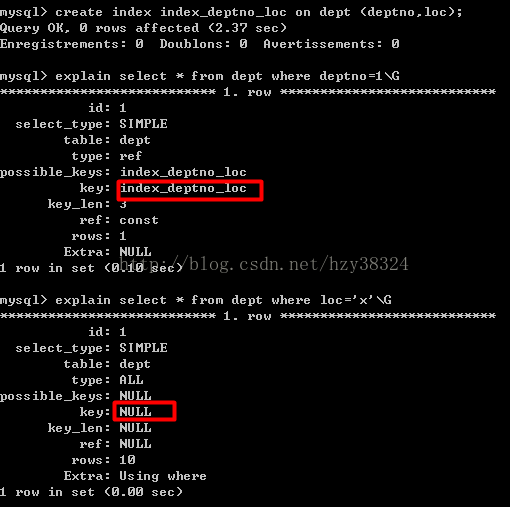 mysql> create index index_deptno_loc on dept (deptno,loc);
Query OK, 0 rows affected (2.37 sec)
Enregistrements: 0  Doublons: 0  Avertissements: 0

mysql> explain select * from dept where deptno=1\G
*************************** 1. row ***************************
           id: 1
  select_type: SIMPLE
        table: dept
         type: ref
possible_keys: index_deptno_loc
          key: index_deptno_loc
      key_len: 3
          ref: const
         rows: 1
        Extra: NULL
1 row in set (0.10 sec)
http://blog.csdn.net/hzy38324

mysql> explain select * from dept where loc='x'\G
*************************** 1. row ***************************
           id: 1
  select_type: SIMPLE
        table: dept
         type: ALL
possible_keys: NULL
          key: NULL
      key_len: NULL
          ref: NULL
         rows: 10
        Extra: Using where
1 row in set (0.00 sec)